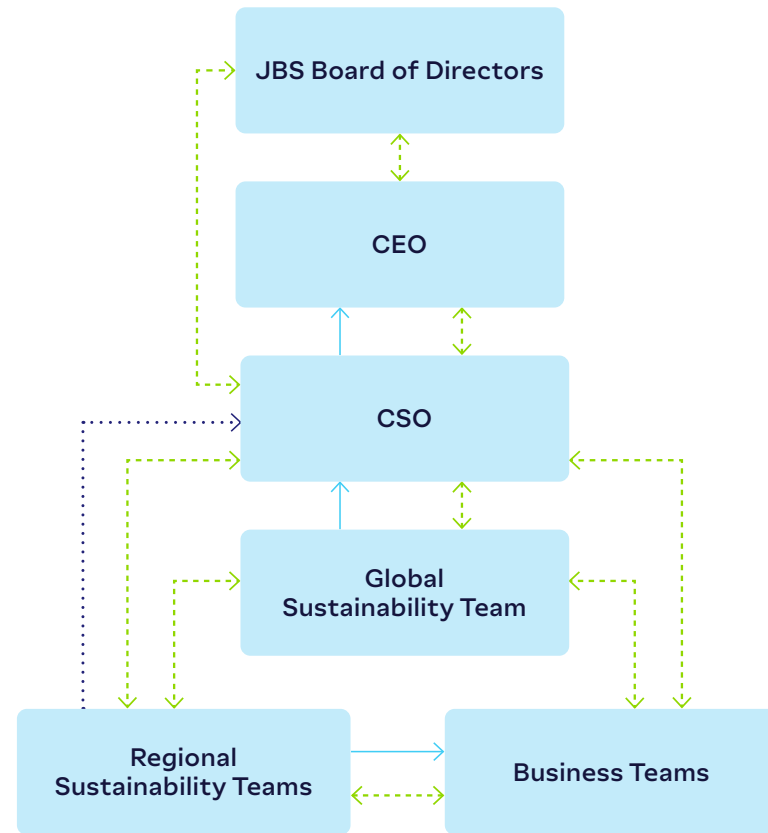 JBS Board of Directors
CEO
CSO
Global
Sustainability Team
Regional
Sustainability Teams
Business Teams